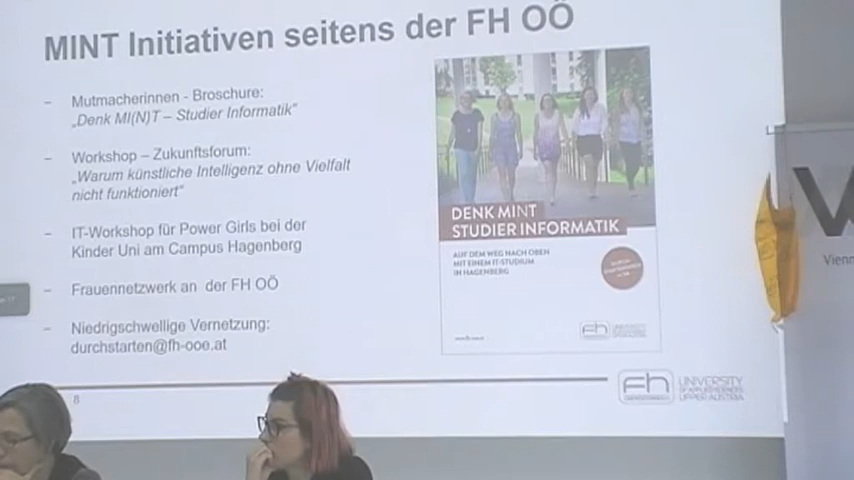 MINT Initiativen seitens der FH OÖ
– Mutmacherinnen - Broschure:
„Denk MI(N)T – Studier Informatik“
– Workshop – Zukunftsforum:
„Warum künstliche Intelligenz ohne Vielfalt
nicht funktioniert“
– IT-Workshop für Power Girls bei der
Kinder Uni am Campus Hagenberg
– Frauennetzwerk an der FH OÖ
– Niedrigschwellige Vernetzung:
durchstarten@fh-ooe.at
DENK MINT
STUDIER INFORMATIK
AUF DEM WEG NACH OBEN
MIT EINEM IT-STUDIUM
IN HAGENBERG
fh
8
fh
UNIVERSITY
OF APPLIED SCIENCES
UPPER AUSTRIA